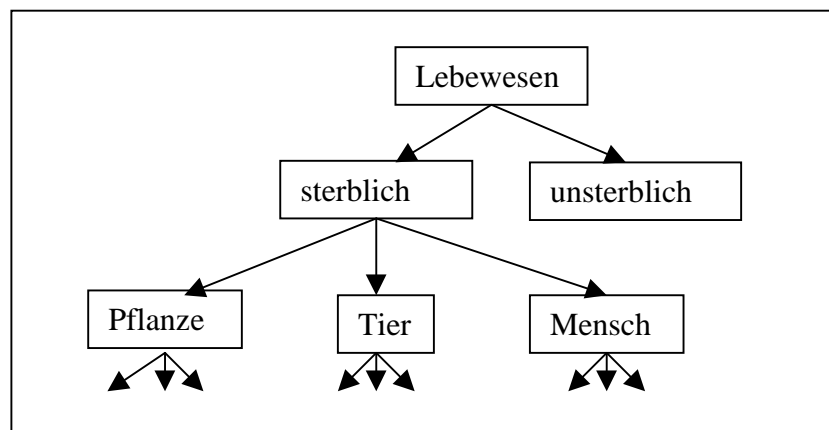 Lebewesen
sterblich
unsterblich
Pflanze
Tier
Mensch